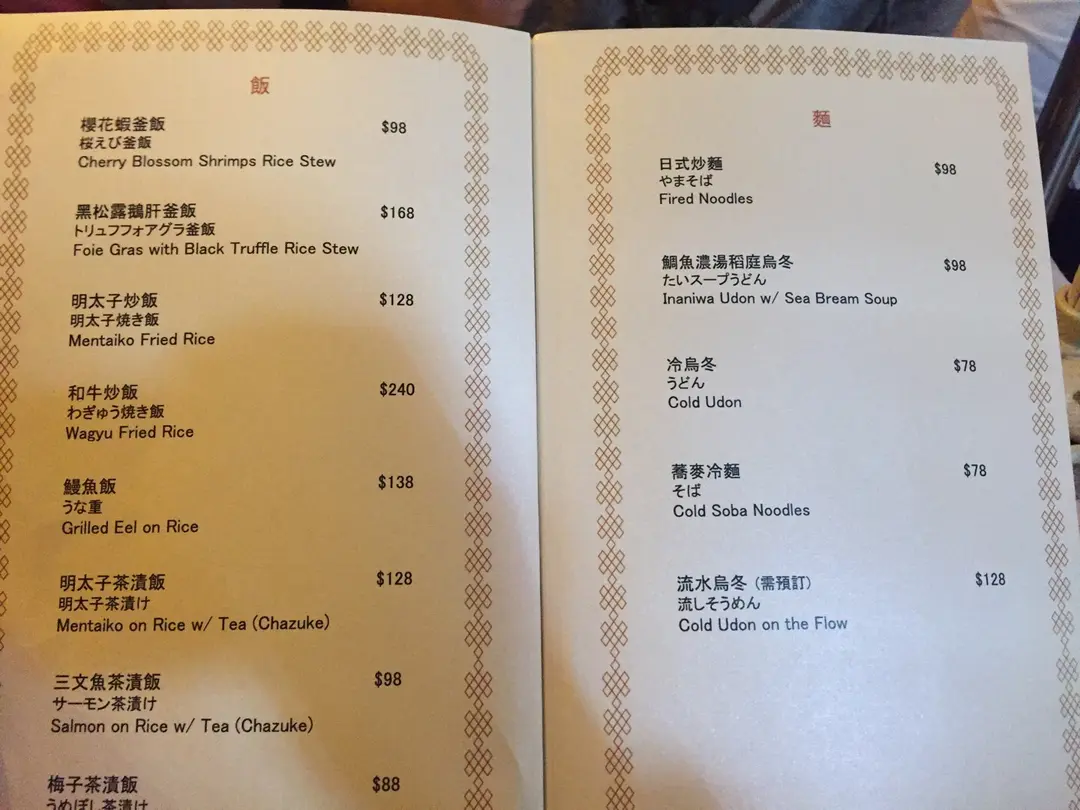 飯
櫻花蝦釜飯 $98
桜えび釜飯
Cherry Blossom Shrimps Rice Stew
黑松露鵝肝釜飯 $168
トリュフフォアグラ釜飯
Foie Gras with Black Truffle Rice Stew
明太子炒飯 $128
明太子焼き飯
Mentaiko Fried Rice
和牛炒飯 $240
わぎゅう焼き飯
Wagyu Fried Rice
鰻魚飯 $138
うな重
Grilled Eel on Rice
明太子茶漬飯 $128
明太子茶漬け
Mentaiko on Rice w/ Tea (Chazuke)
三文魚茶漬飯 $98
サーモン茶漬け
Salmon on Rice w/ Tea (Chazuke)
梅子茶漬飯 $88
うめぼし茶漬け
麵
日式炒麵 $98
やまそば
Fired Noodles
鯛魚濃湯稻庭烏冬 $98
たいスープうどん
Inaniwa Udon w/ Sea Bream Soup
冷烏冬 $78
うどん
Cold Udon
蕎麥冷麵 $78
そば
Cold Soba Noodles
流水烏冬 (需預訂) $128
流しそうめん
Cold Udon on the Flow